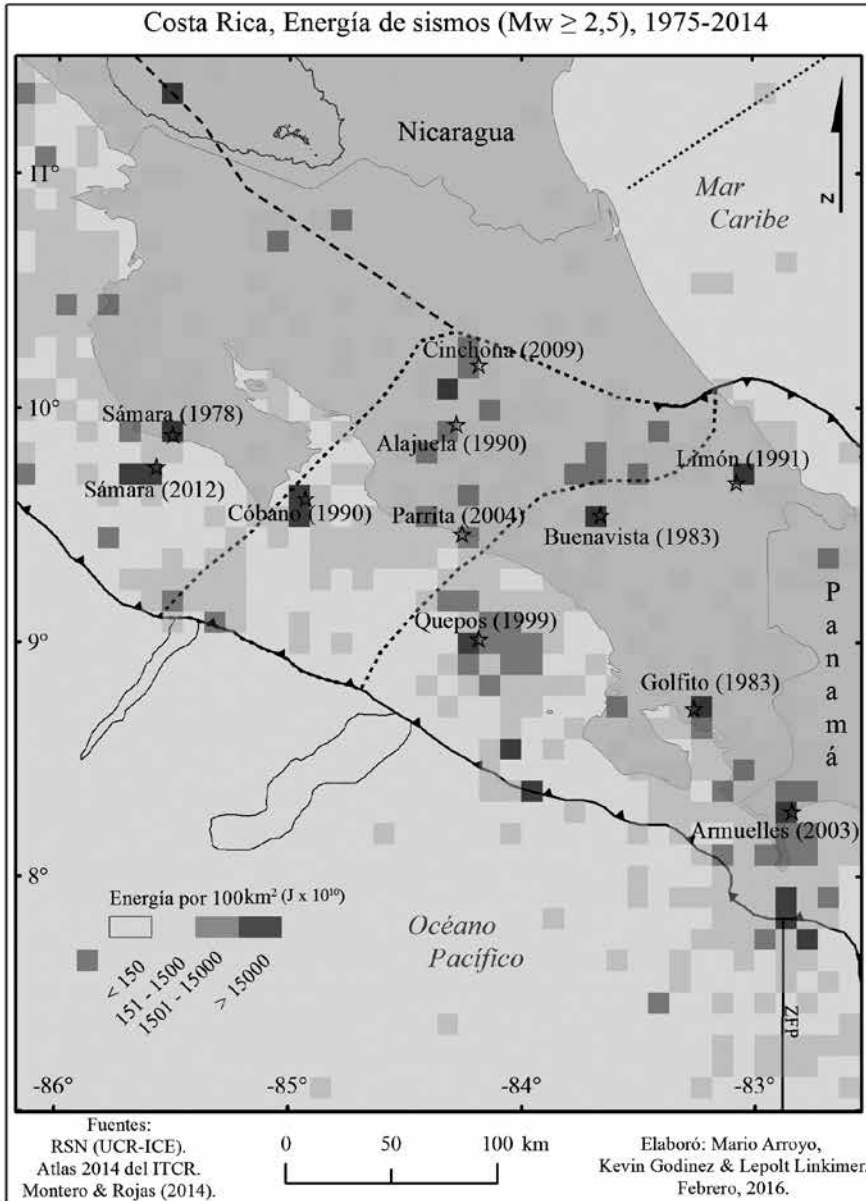 Costa Rica, Energía de sismos (Mw ≥ 2,5), 1975-2014
Nicaragua
11°
Mar
Caribe
N
Cinchona (2009)
10°
Sámara (1978)
Alajuela (1990)
Limón (1991)
Sámara (2012)
Cóbano (1990)
Parrita (2004)
Buenavista (1983)
Panamá
9°
Quepos (1999)
Golfito (1983)
Armuelles (2003)
8°
Energía por 100km² (J x 10¹⁰)
< 150
151 - 1500
1501 - 15000
> 15000
Océano
Pacífico
ZFP
-86°
-85°
-84°
-83°
Fuentes:
RSN (UCR-ICE).
Atlas 2014 del ITCR.
Montero & Rojas (2014).
0 50 100 km
Elaboró: Mario Arroyo,
Kevin Godinez & Lepolt Linkimer.
Febrero, 2016.